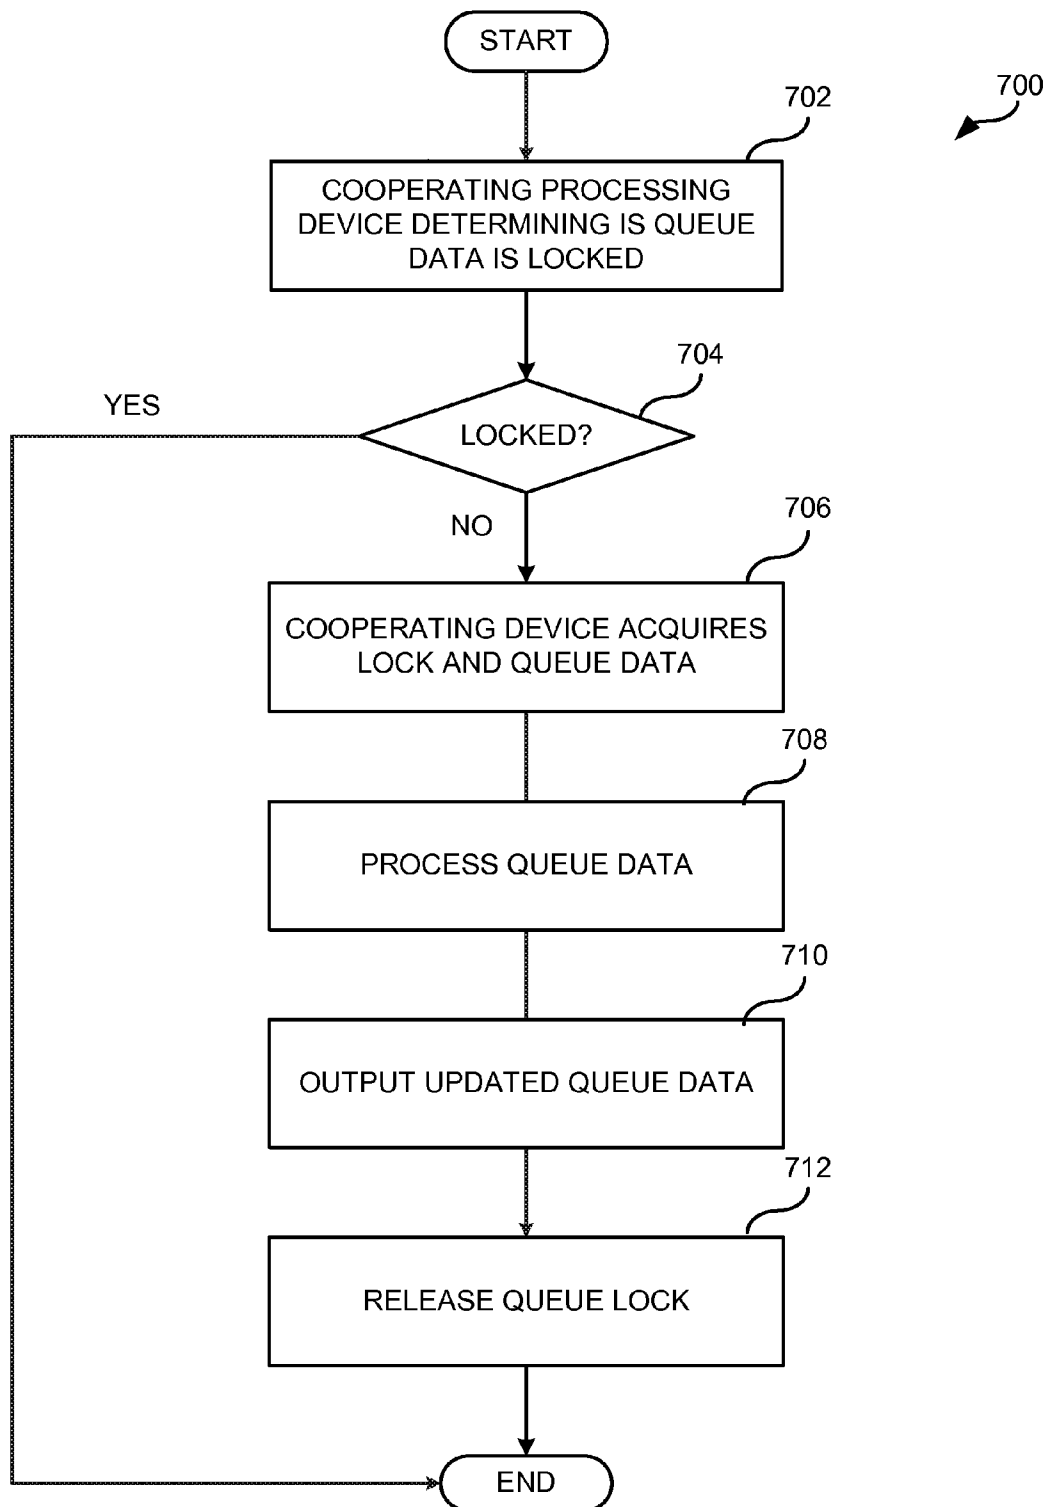 START
700
702
COOPERATING PROCESSING
DEVICE DETERMINING IS QUEUE
DATA IS LOCKED
704
YES
LOCKED?
NO
706
COOPERATING DEVICE ACQUIRES
LOCK AND QUEUE DATA
708
PROCESS QUEUE DATA
710
OUTPUT UPDATED QUEUE DATA
712
RELEASE QUEUE LOCK
END